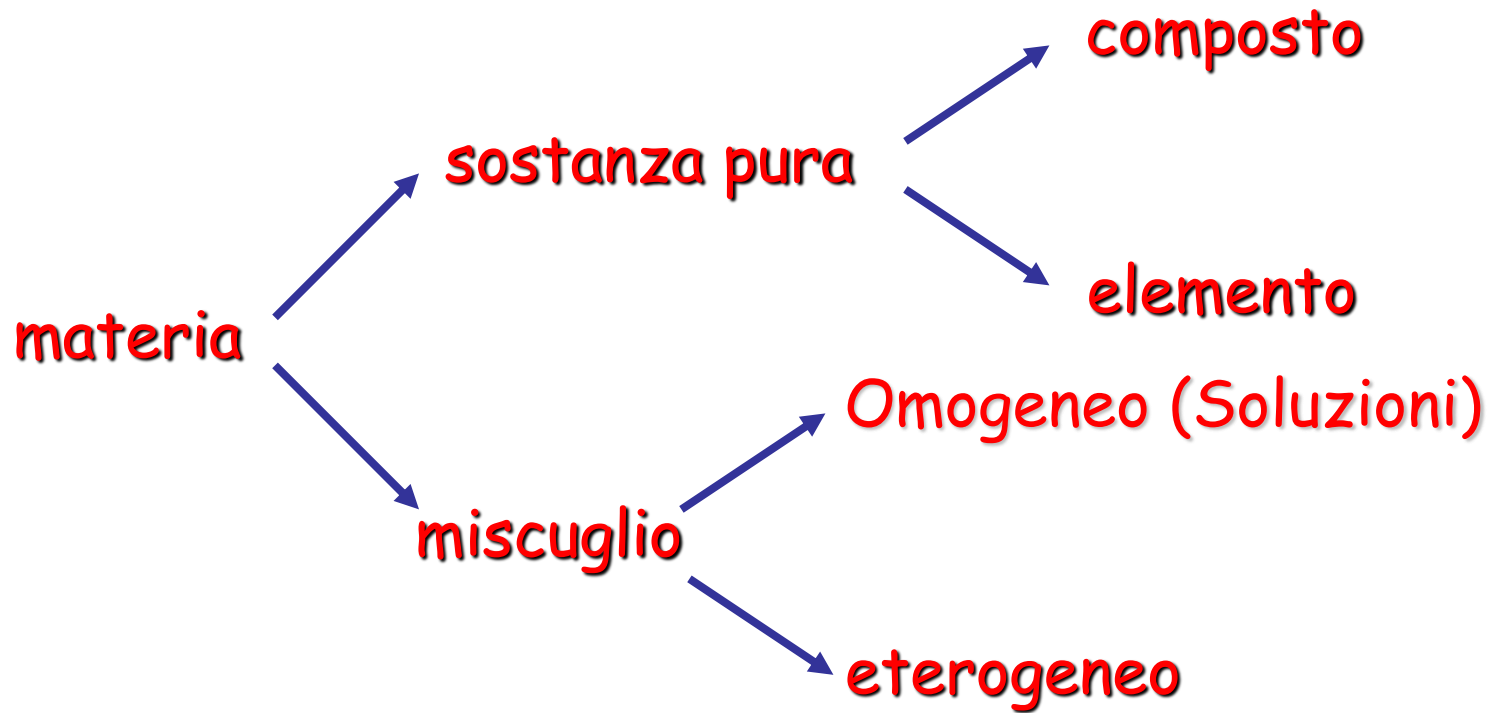 composto
sostanza pura
elemento
materia
Omogeneo (Soluzioni)
miscuglio
eterogeneo